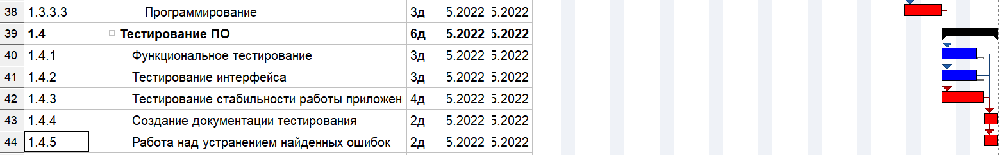 38 1.3.3.3 Программирование 3д 5.2022 5.2022
39 1.4 Тестирование ПО 6д 5.2022 5.2022
40 1.4.1 Функциональное тестирование 3д 5.2022 5.2022
41 1.4.2 Тестирование интерфейса 3д 5.2022 5.2022
42 1.4.3 Тестирование стабильности работы приложен 4д 5.2022 5.2022
43 1.4.4 Создание документации тестирования 2д 5.2022 5.2022
44 1.4.5 Работа над устранением найденных ошибок 2д 5.2022 5.2022